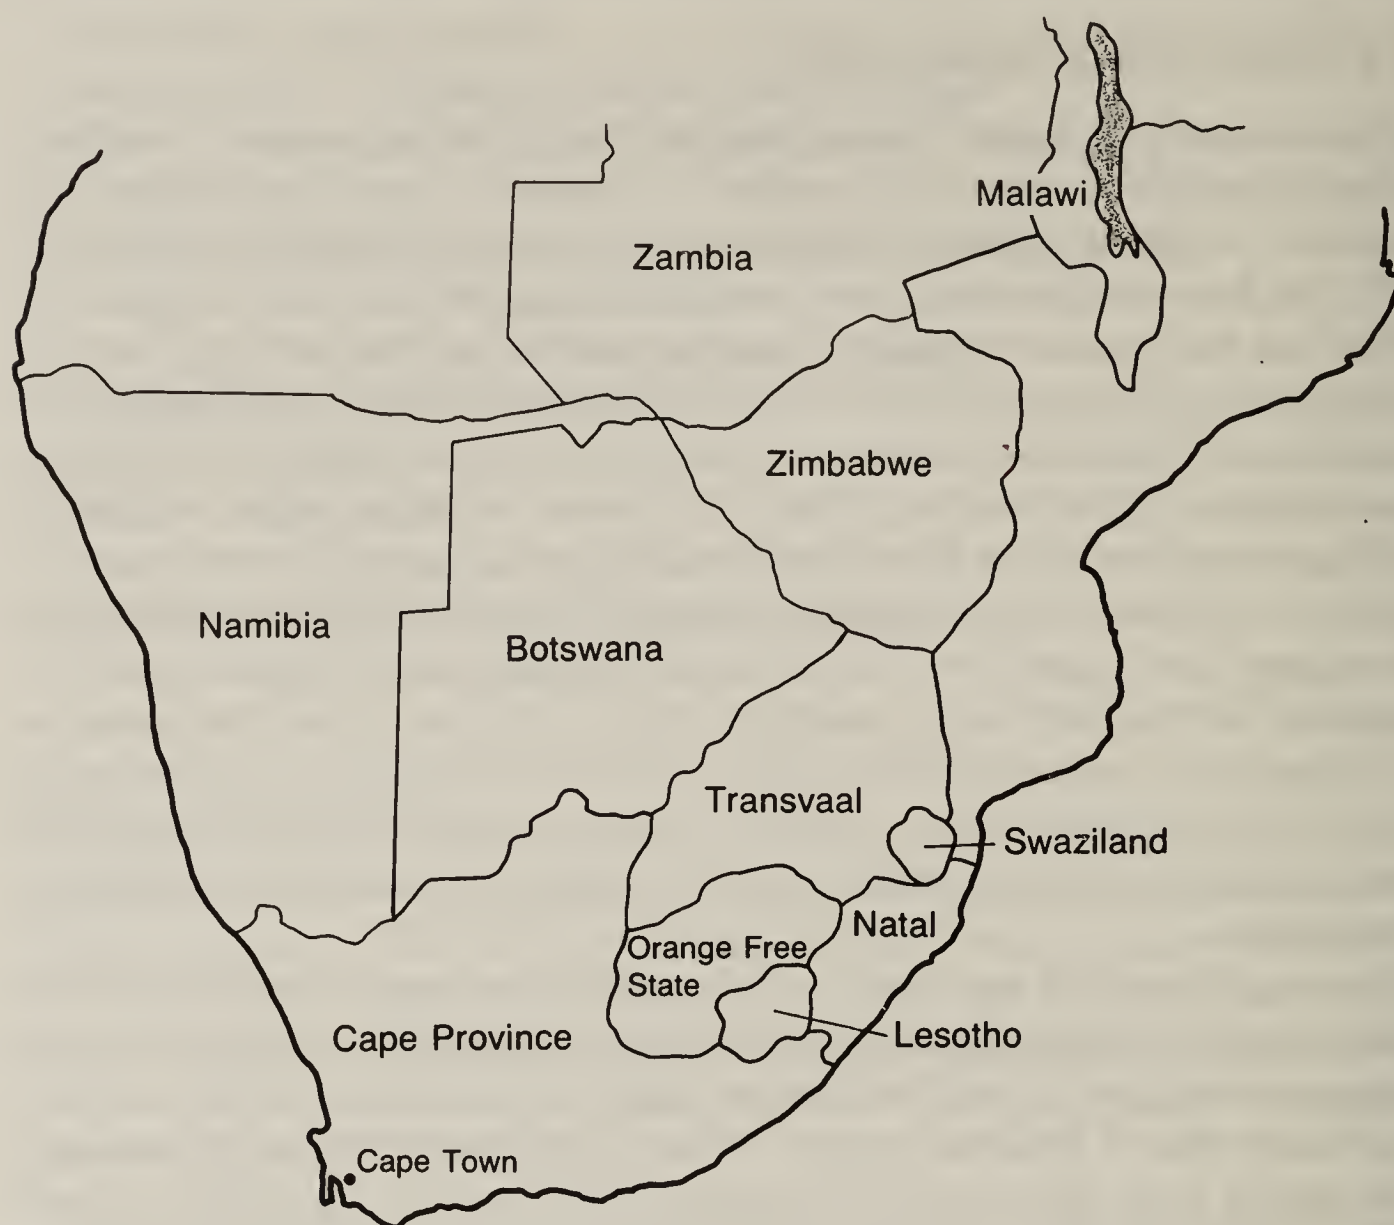 Malawi
Zambia
Zimbabwe
Namibia
Botswana
Transvaal
Swaziland
Natal
Orange Free
State
Lesotho
Cape Province
Cape Town